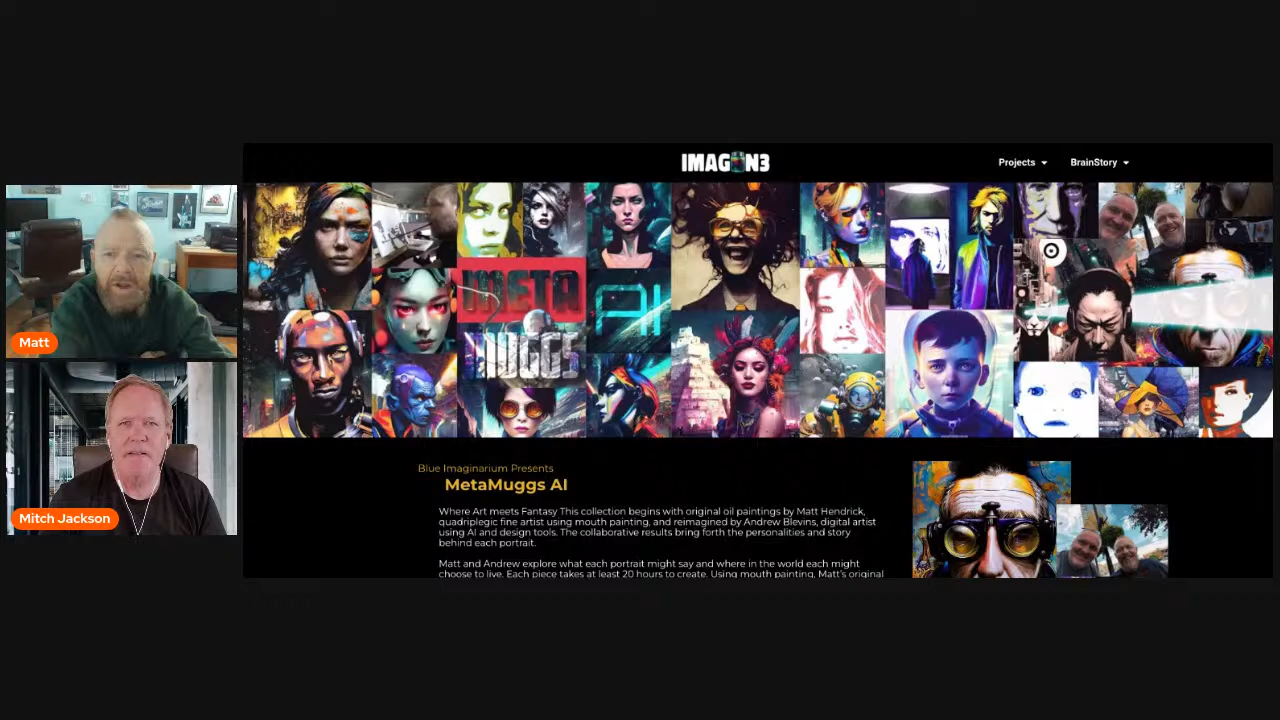 IMAGN3
Projects
BrainStory
META
MUGGS
AI
Matt
Mitch Jackson
Blue Imaginarium Presents
MetaMuggs AI
Where Art meets Fantasy This collection begins with original oil paintings by Matt Hendrick,
quadriplegic fine artist using mouth painting, and reimagined by Andrew Blevins, digital artist
using AI and design tools. The collaborative results bring forth the personalities and story
behind each portrait.
Matt and Andrew explore what each portrait might say and where in the world each might
choose to live. Each piece takes at least 20 hours to create. Using mouth painting, Matt's original